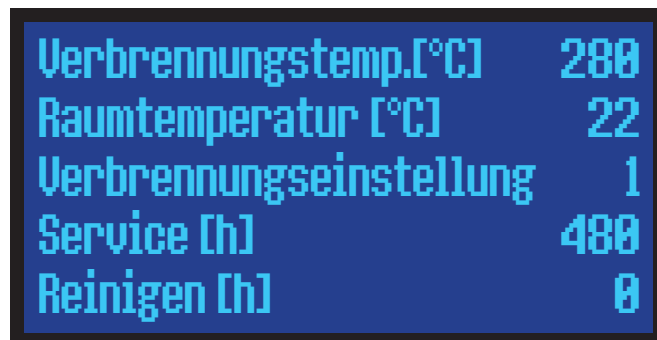 Verbrennungstemp.[°C] 280
Raumtemperatur [°C] 22
Verbrennungseinstellung 1
Service [h] 480
Reinigen [h] 0